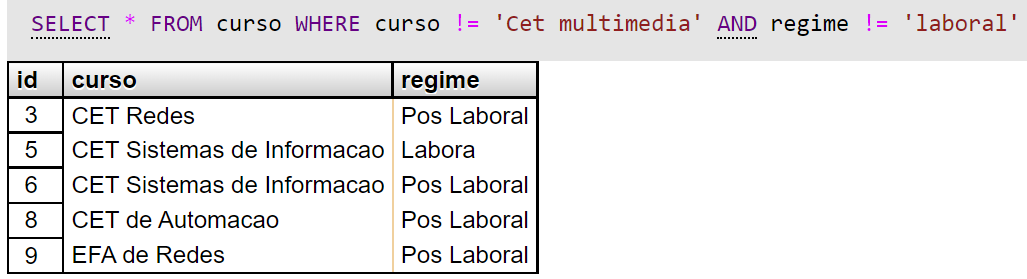 SELECT * FROM curso WHERE curso != 'Cet multimedia' AND regime != 'laboral'
id curso regime
3 CET Redes Pos Laboral
5 CET Sistemas de Informacao Labora
6 CET Sistemas de Informacao Pos Laboral
8 CET de Automacao Pos Laboral
9 EFA de Redes Pos Laboral